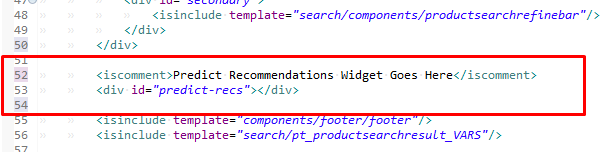 47 <div id="secondary">
48 <isinclude template="search/components/productsearchrefinebar"/>
49 </div>
50 </div>
51
52 <iscomment>Predict Recommendations Widget Goes Here</iscomment>
53 <div id="predict-recs"></div>
54
55 <isinclude template="components/footer/footer"/>
56 <isinclude template="search/pt_productsearchresult_VARS"/>